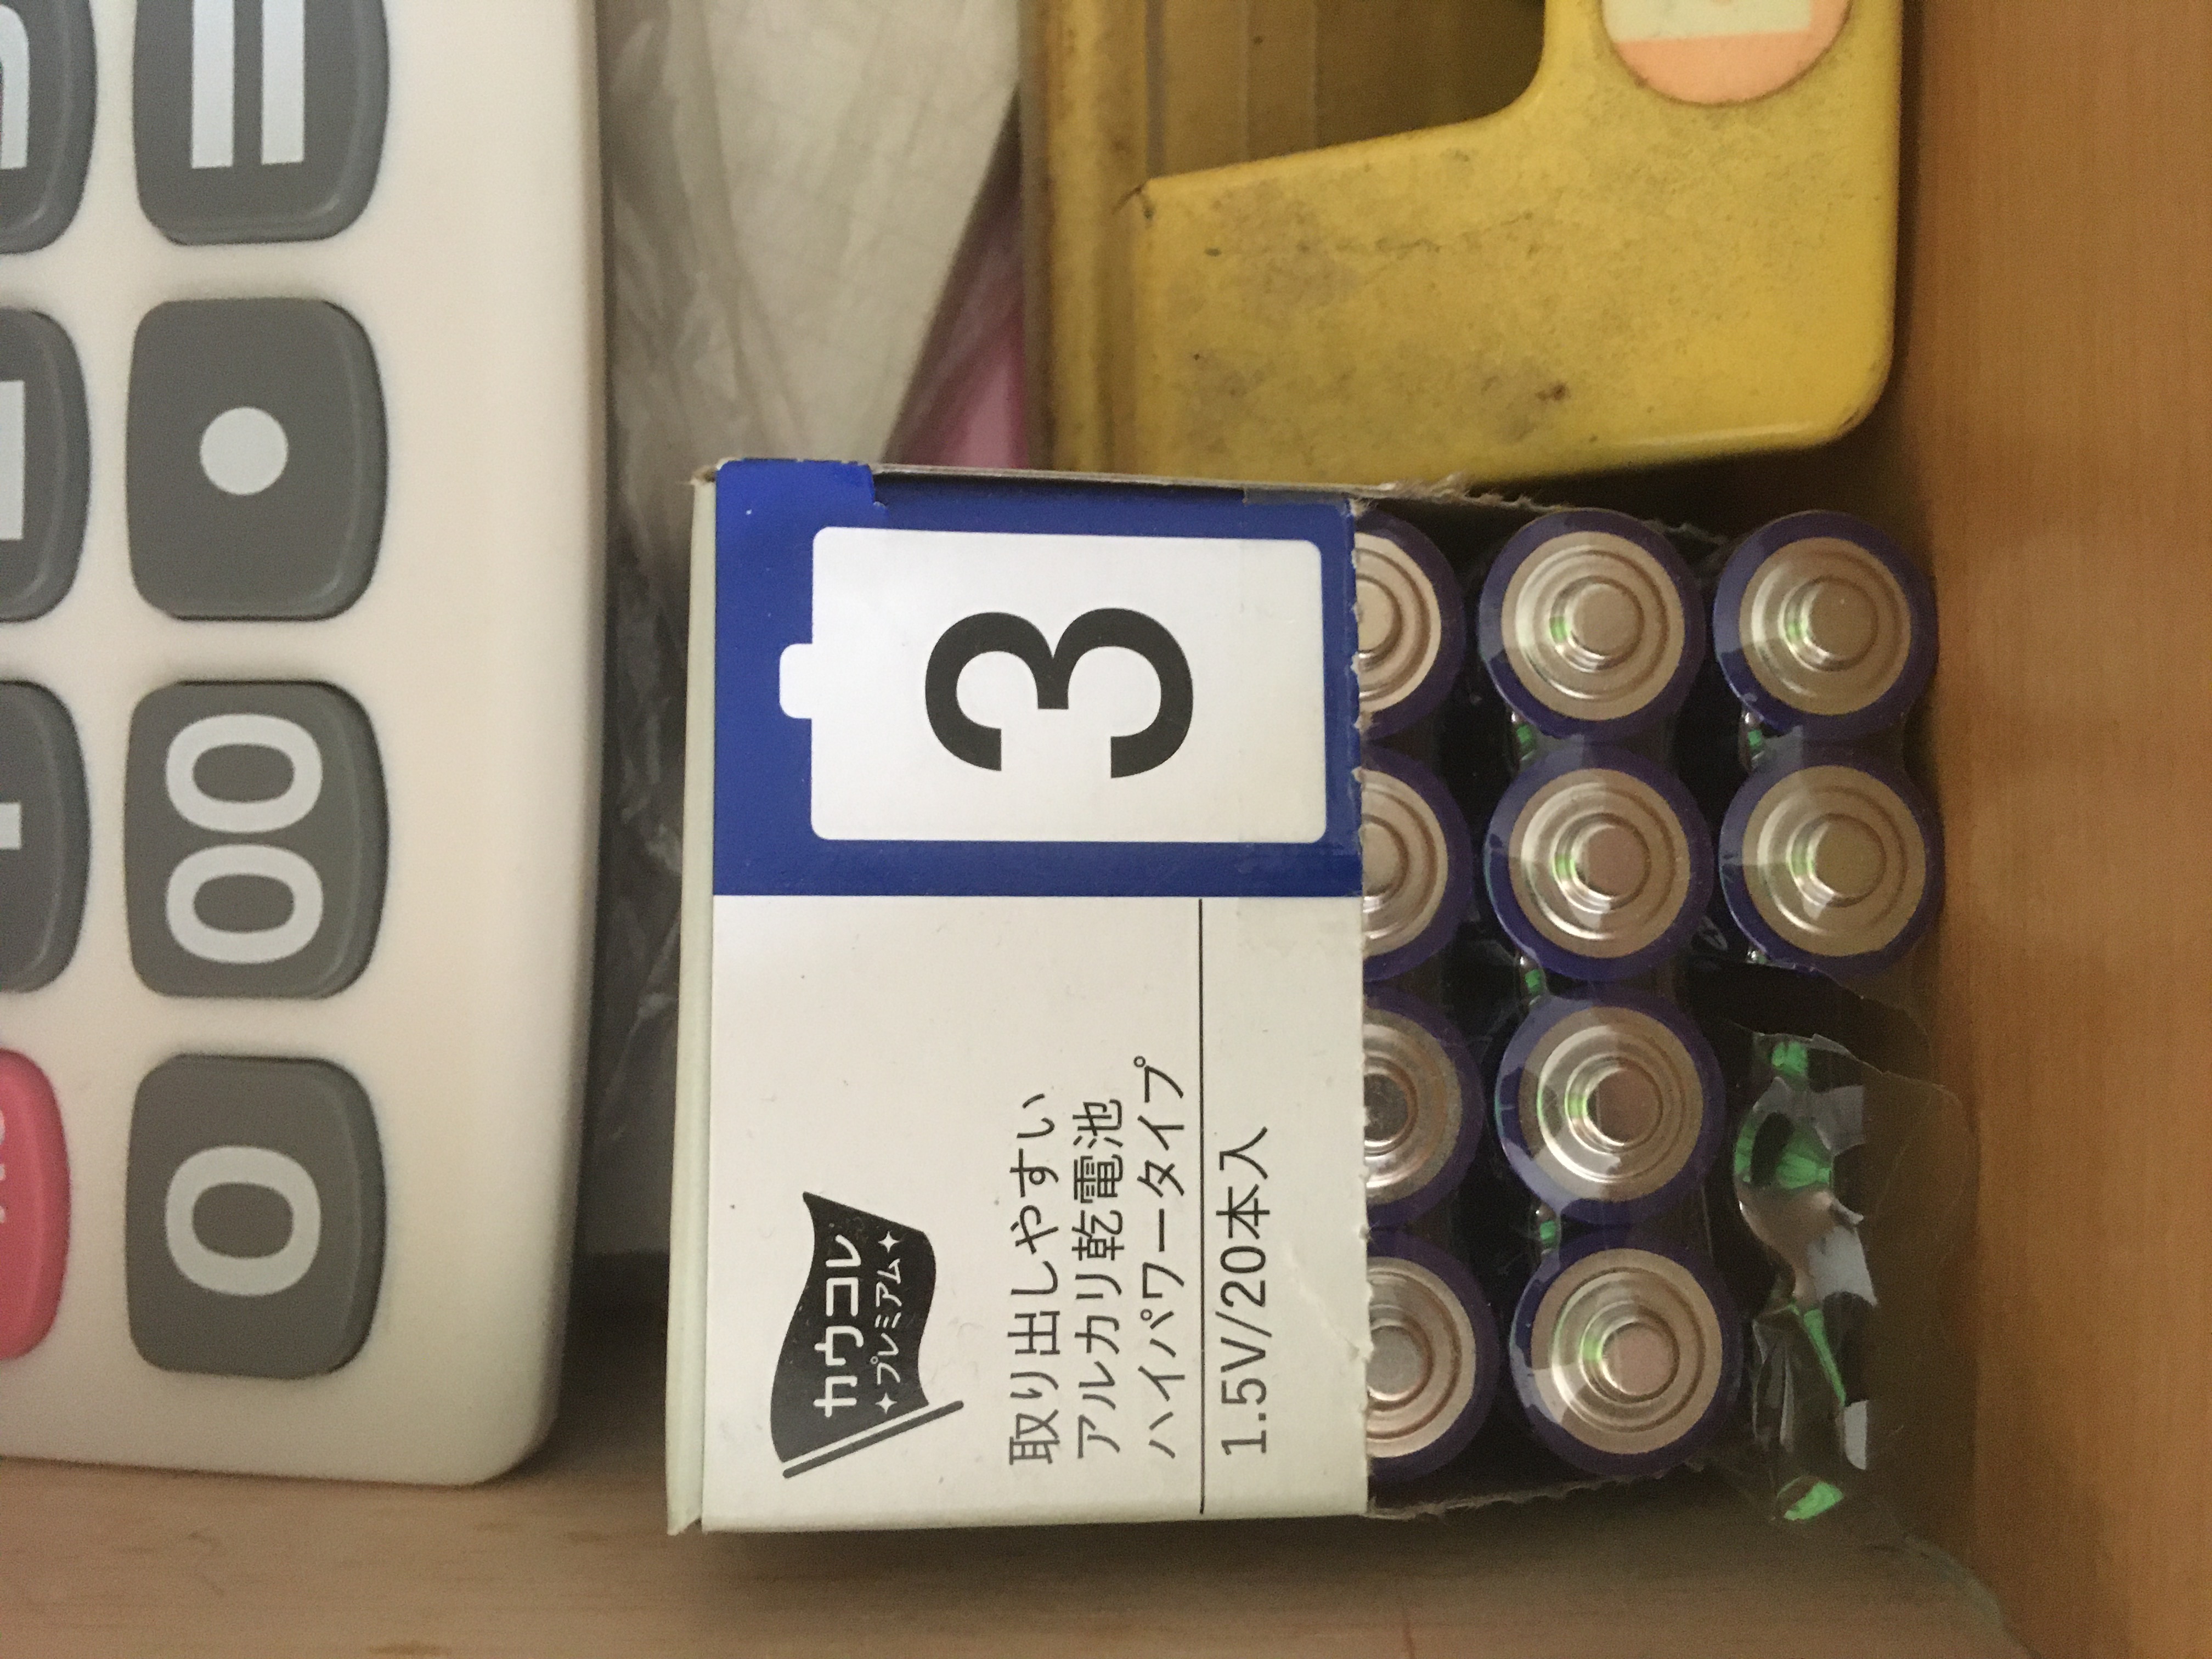 カウコレ
プレミアム
3
取り出しやすい
アルカリ乾電池
ハイパワータイプ
1.5V/20本入
=
•
00
0